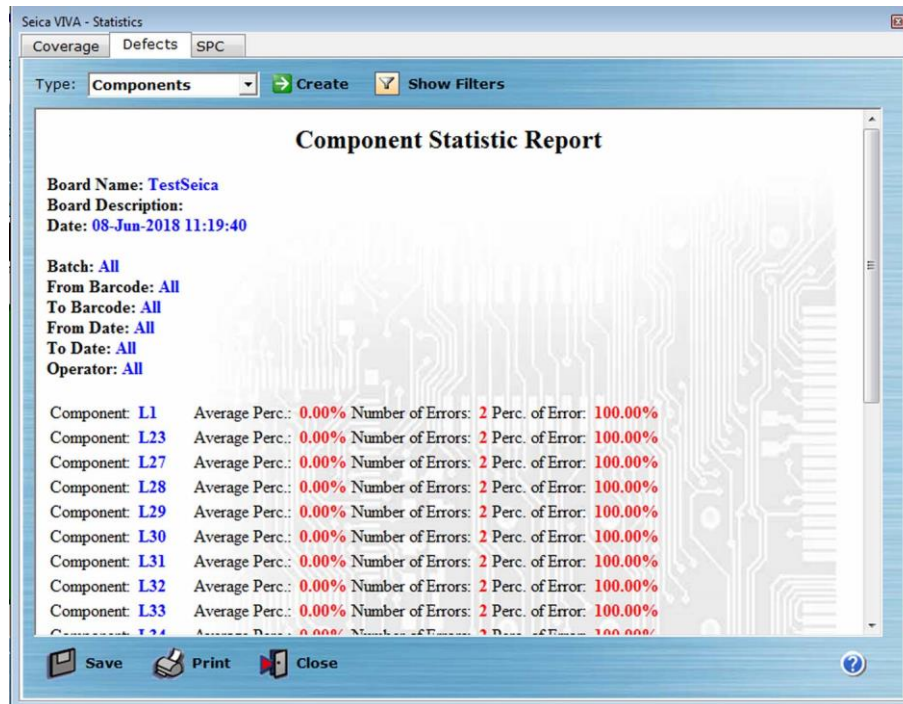 Seica VIVA - Statistics
Coverage Defects SPC
Type: Components Create Show Filters
Component Statistic Report
Board Name: TestSeica
Board Description:
Date: 08-Jun-2018 11:19:40
Batch: All
From Barcode: All
To Barcode: All
From Date: All
To Date: All
Operator: All
Component: L1 Average Perc.: 0.00% Number of Errors: 2 Perc. of Error: 100.00%
Component: L23 Average Perc.: 0.00% Number of Errors: 2 Perc. of Error: 100.00%
Component: L27 Average Perc.: 0.00% Number of Errors: 2 Perc. of Error: 100.00%
Component: L28 Average Perc.: 0.00% Number of Errors: 2 Perc. of Error: 100.00%
Component: L29 Average Perc.: 0.00% Number of Errors: 2 Perc. of Error: 100.00%
Component: L30 Average Perc.: 0.00% Number of Errors: 2 Perc. of Error: 100.00%
Component: L31 Average Perc.: 0.00% Number of Errors: 2 Perc. of Error: 100.00%
Component: L32 Average Perc.: 0.00% Number of Errors: 2 Perc. of Error: 100.00%
Component: L33 Average Perc.: 0.00% Number of Errors: 2 Perc. of Error: 100.00%
Save Print Close ?